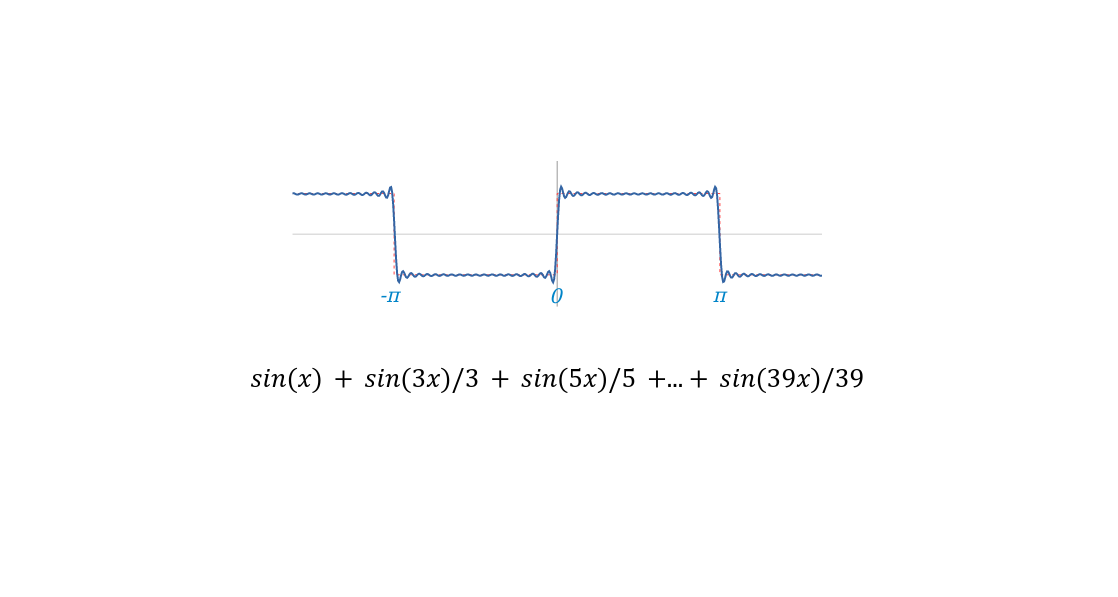 -π 0 π
sin(x) + sin(3x)/3 + sin(5x)/5 +...+ sin(39x)/39